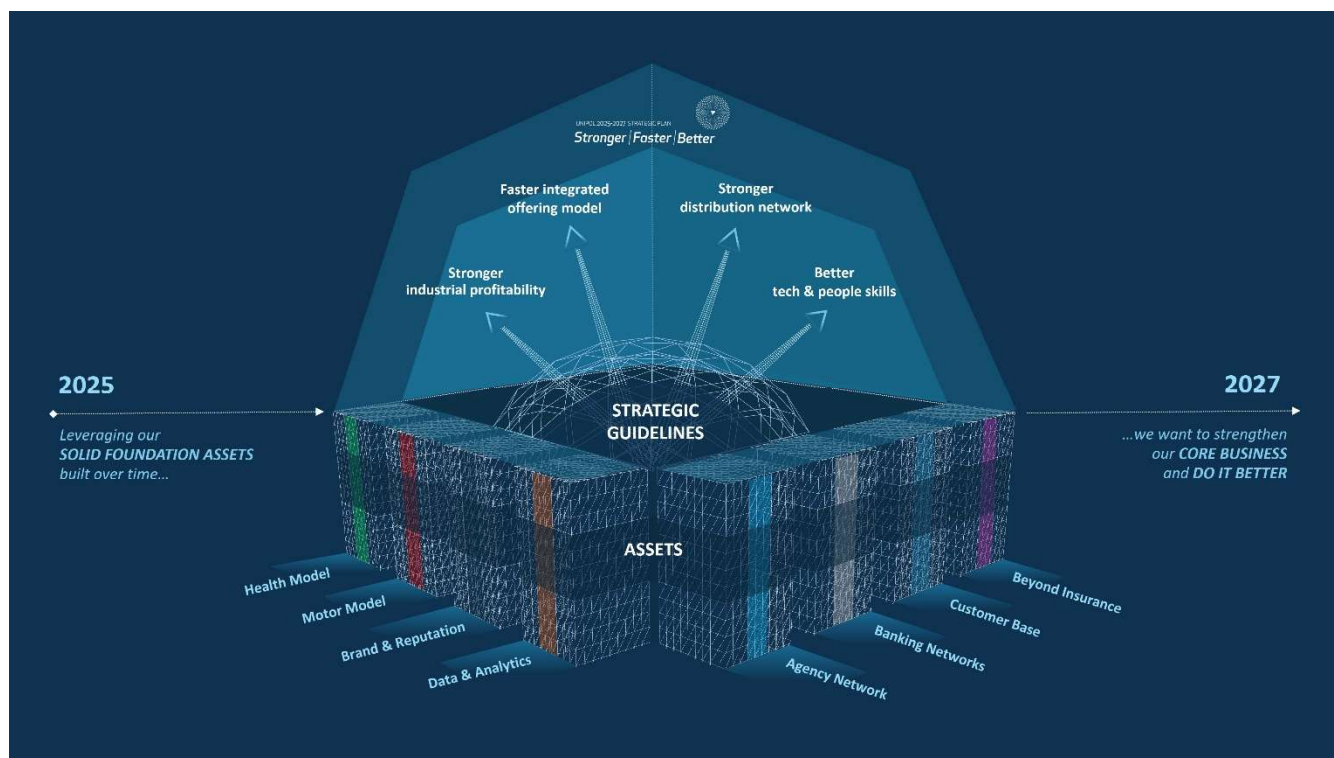 UNIPOL 2025-2027 STRATEGIC PLAN
Stronger|Faster|Better
Faster integrated
offering model
Stronger
distribution network
Stronger
industrial profitability
Better
tech & people skills
2025
Leveraging our
SOLID FOUNDATION ASSETS
built over time...
STRATEGIC
GUIDELINES
2027
...we want to strengthen
our CORE BUSINESS
and DO IT BETTER
ASSETS
Health Model
Motor Model
Brand & Reputation
Data & Analytics
Agency Network
Banking Networks
Customer Base
Beyond Insurance